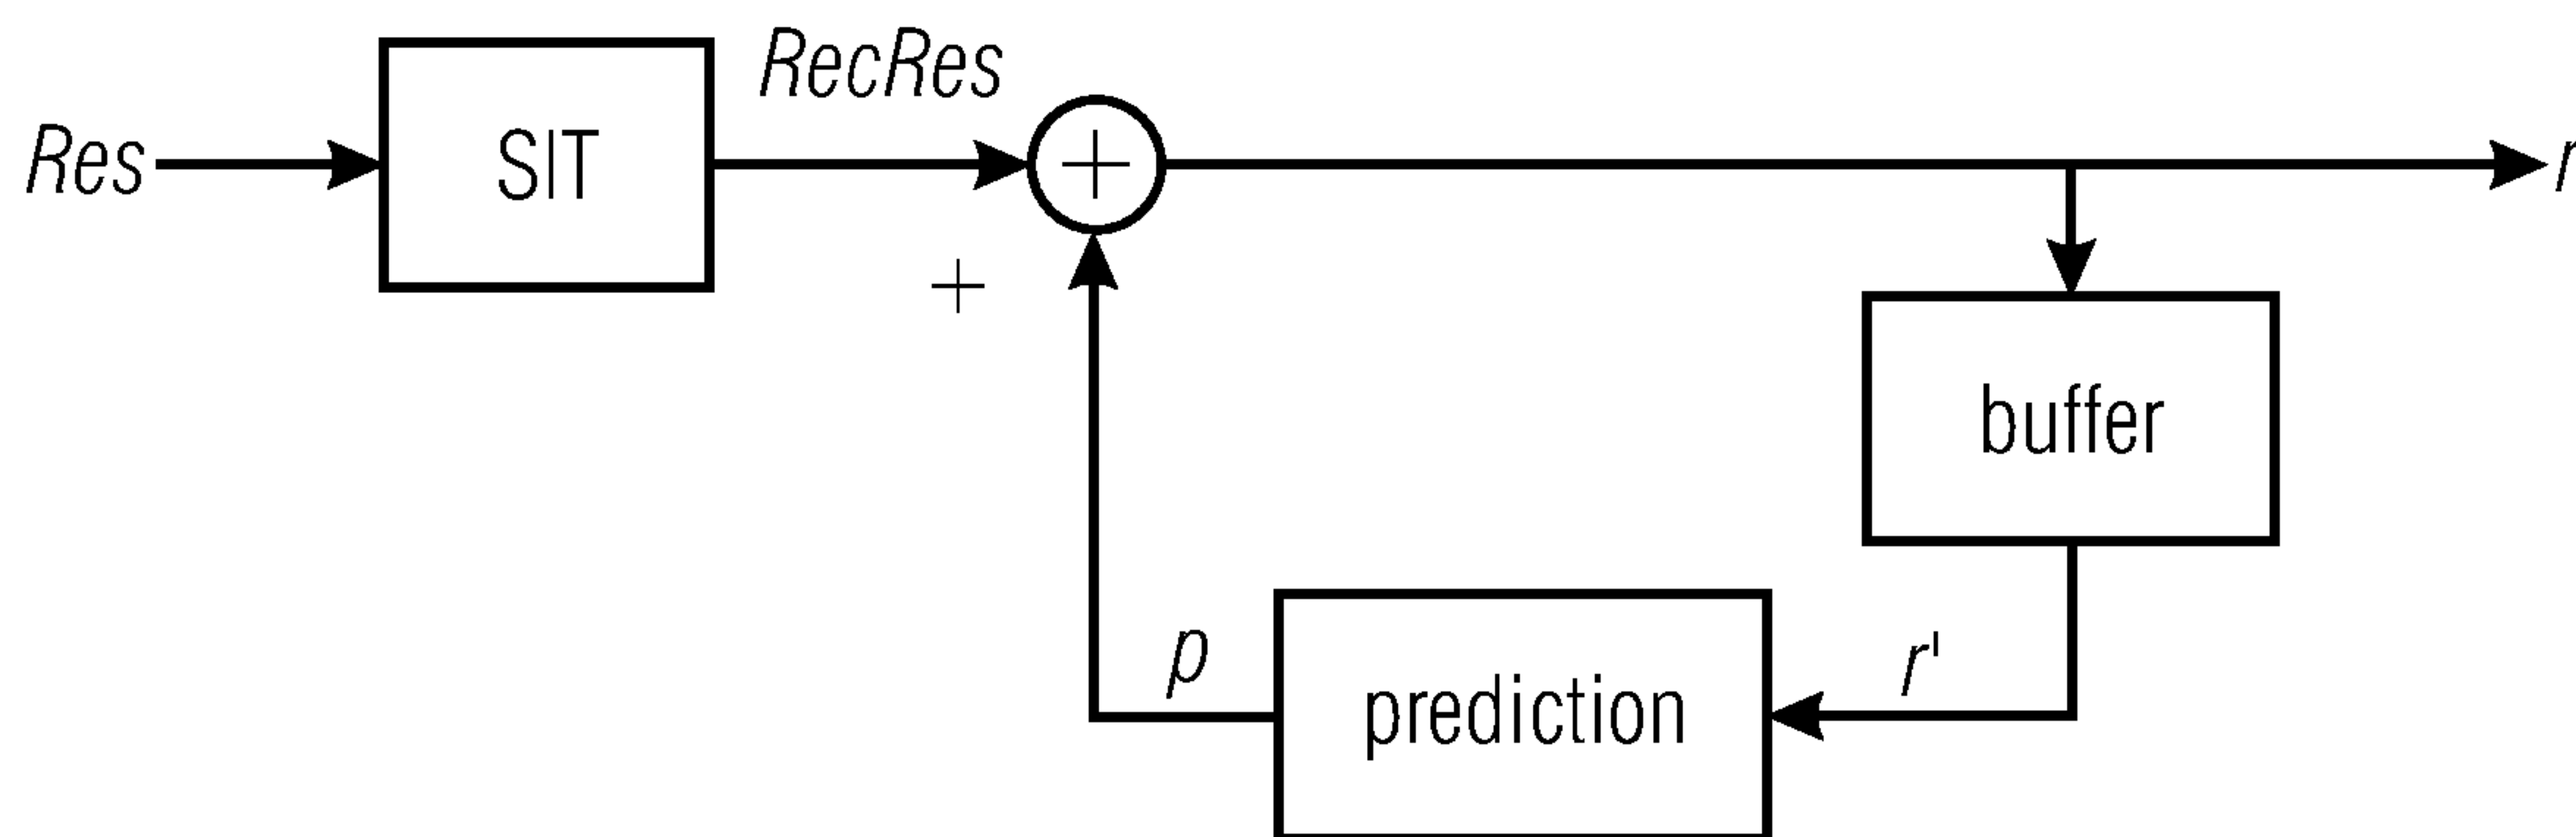 RecRes
Res
SIT
+
r
+
buffer
p
prediction
r'